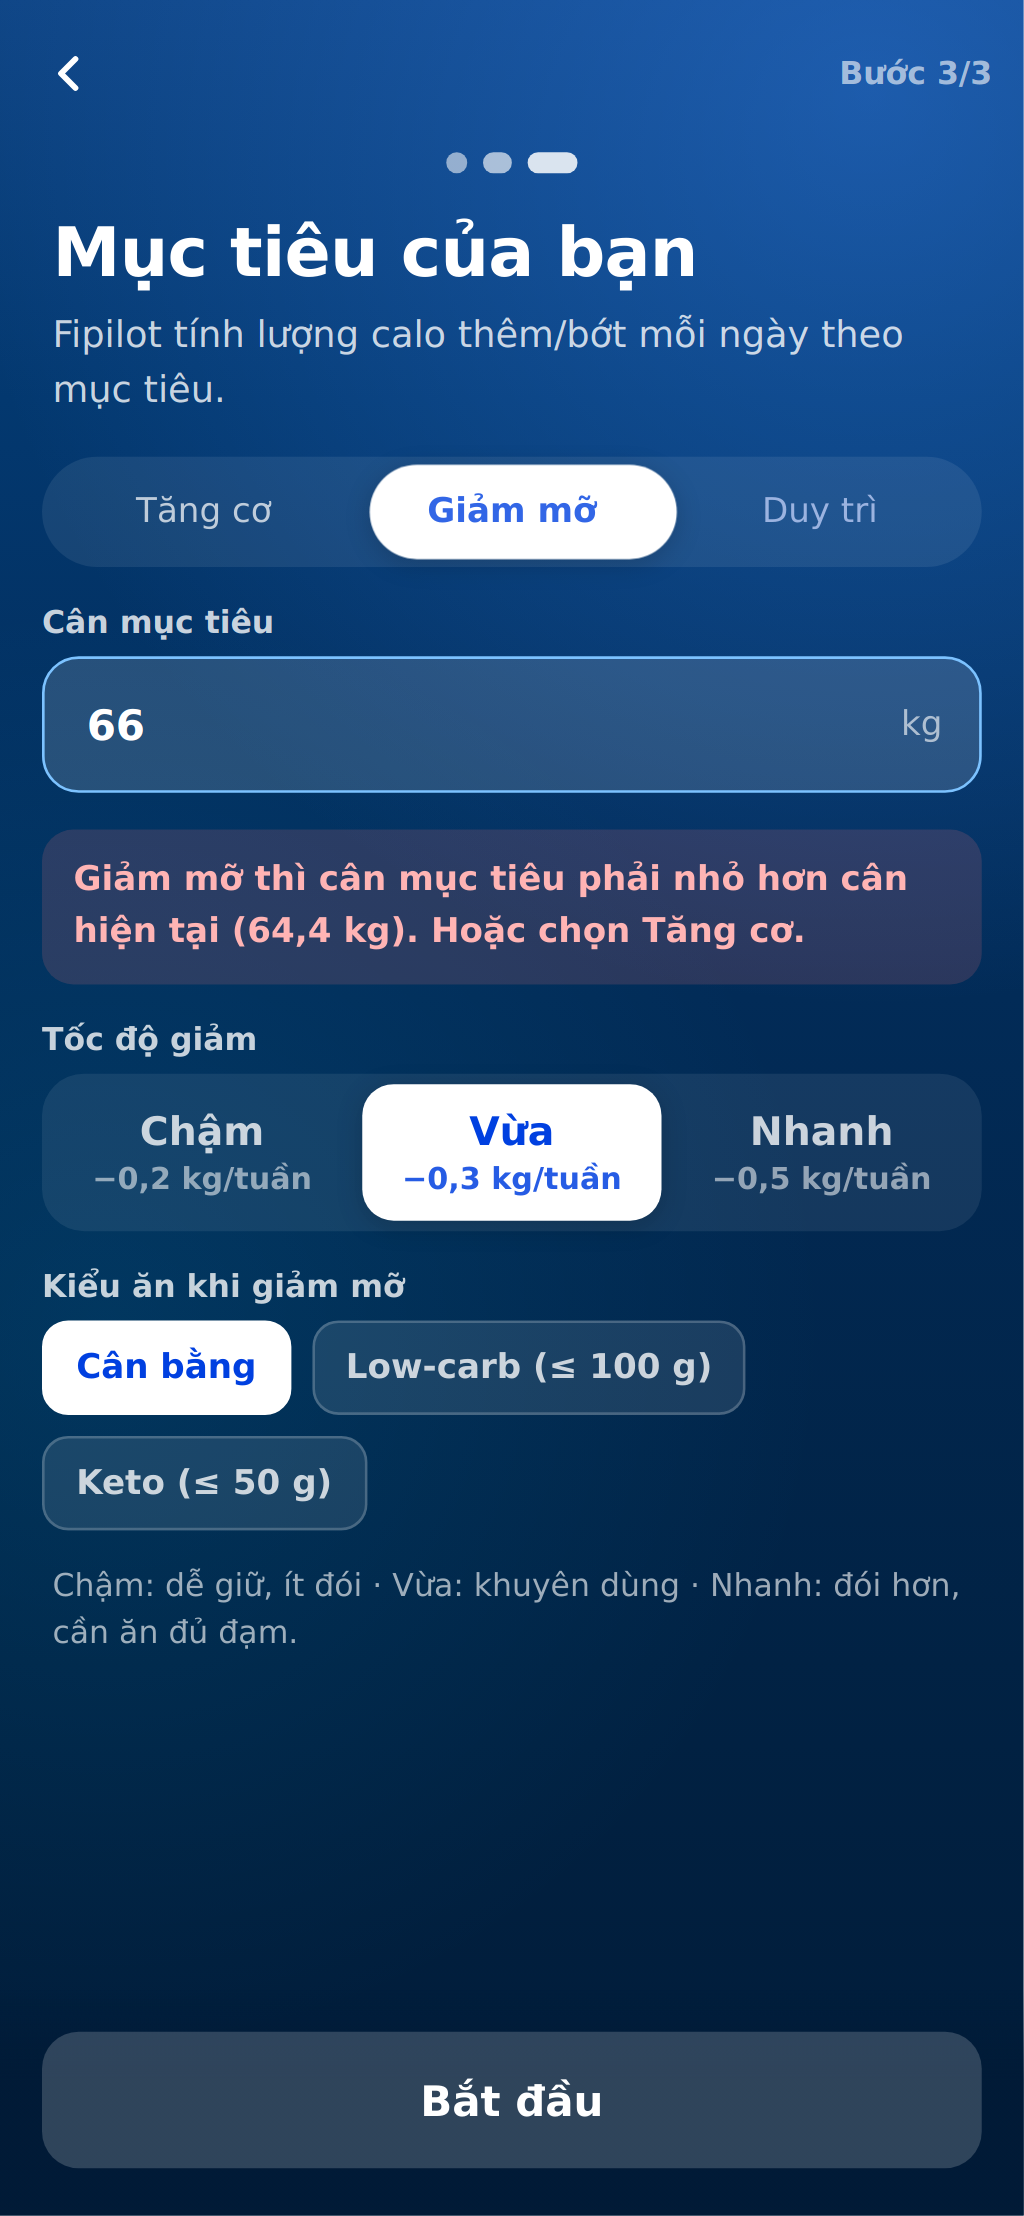 Bước 3/3
Mục tiêu của bạn
Fipilot tính lượng calo thêm/bớt mỗi ngày theo
mục tiêu.
Tăng cơ
Giảm mỡ
Duy trì
Cân mục tiêu
66
kg
Giảm mỡ thì cân mục tiêu phải nhỏ hơn cân
hiện tại (64,4 kg). Hoặc chọn Tăng cơ.
Tốc độ giảm
Chậm
−0,2 kg/tuần
Vừa
−0,3 kg/tuần
Nhanh
−0,5 kg/tuần
Kiểu ăn khi giảm mỡ
Cân bằng
Low-carb (≤ 100 g)
Keto (≤ 50 g)
Chậm: dễ giữ, ít đói · Vừa: khuyên dùng · Nhanh: đói hơn,
cần ăn đủ đạm.
Bắt đầu